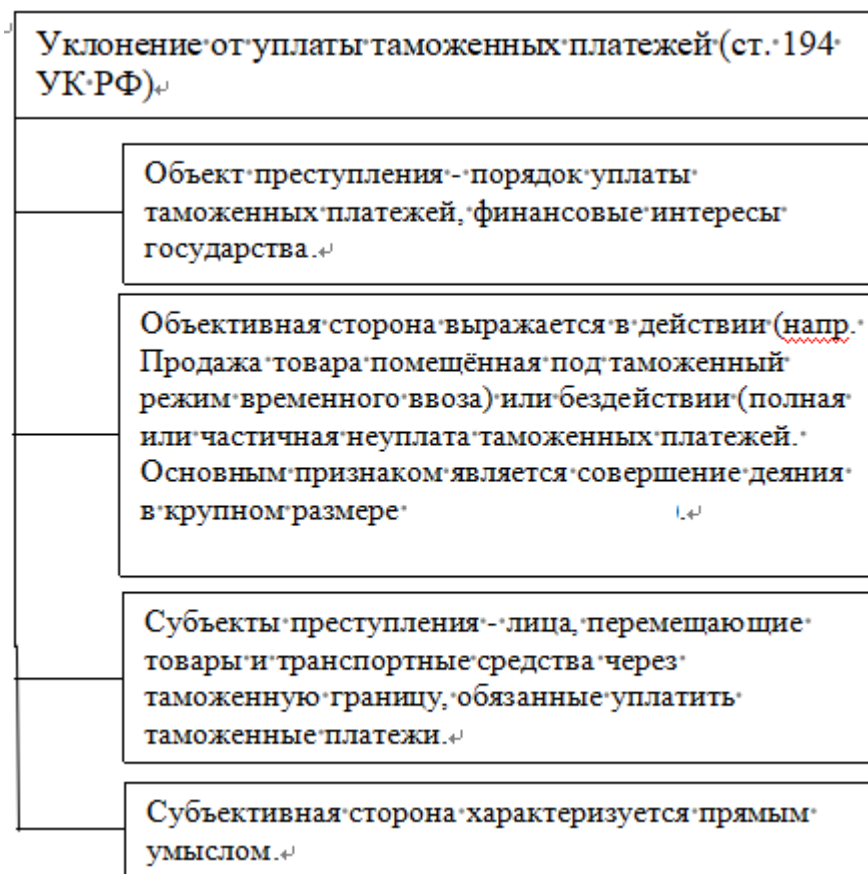 Уклонение от уплаты таможенных платежей (ст. 194
УК РФ)
Объект преступления - порядок уплаты
таможенных платежей, финансовые интересы
государства.
Объективная сторона выражается в действии (напр.
Продажа товара помещённая под таможенный
режим временного ввоза) или бездействии (полная
или частичная неуплата таможенных платежей.
Основным признаком является совершение деяния
в крупном размере .
Субъекты преступления - лица, перемещающие
товары и транспортные средства через
таможенную границу, обязанные уплатить
таможенные платежи.
Субъективная сторона характеризуется прямым
умыслом.